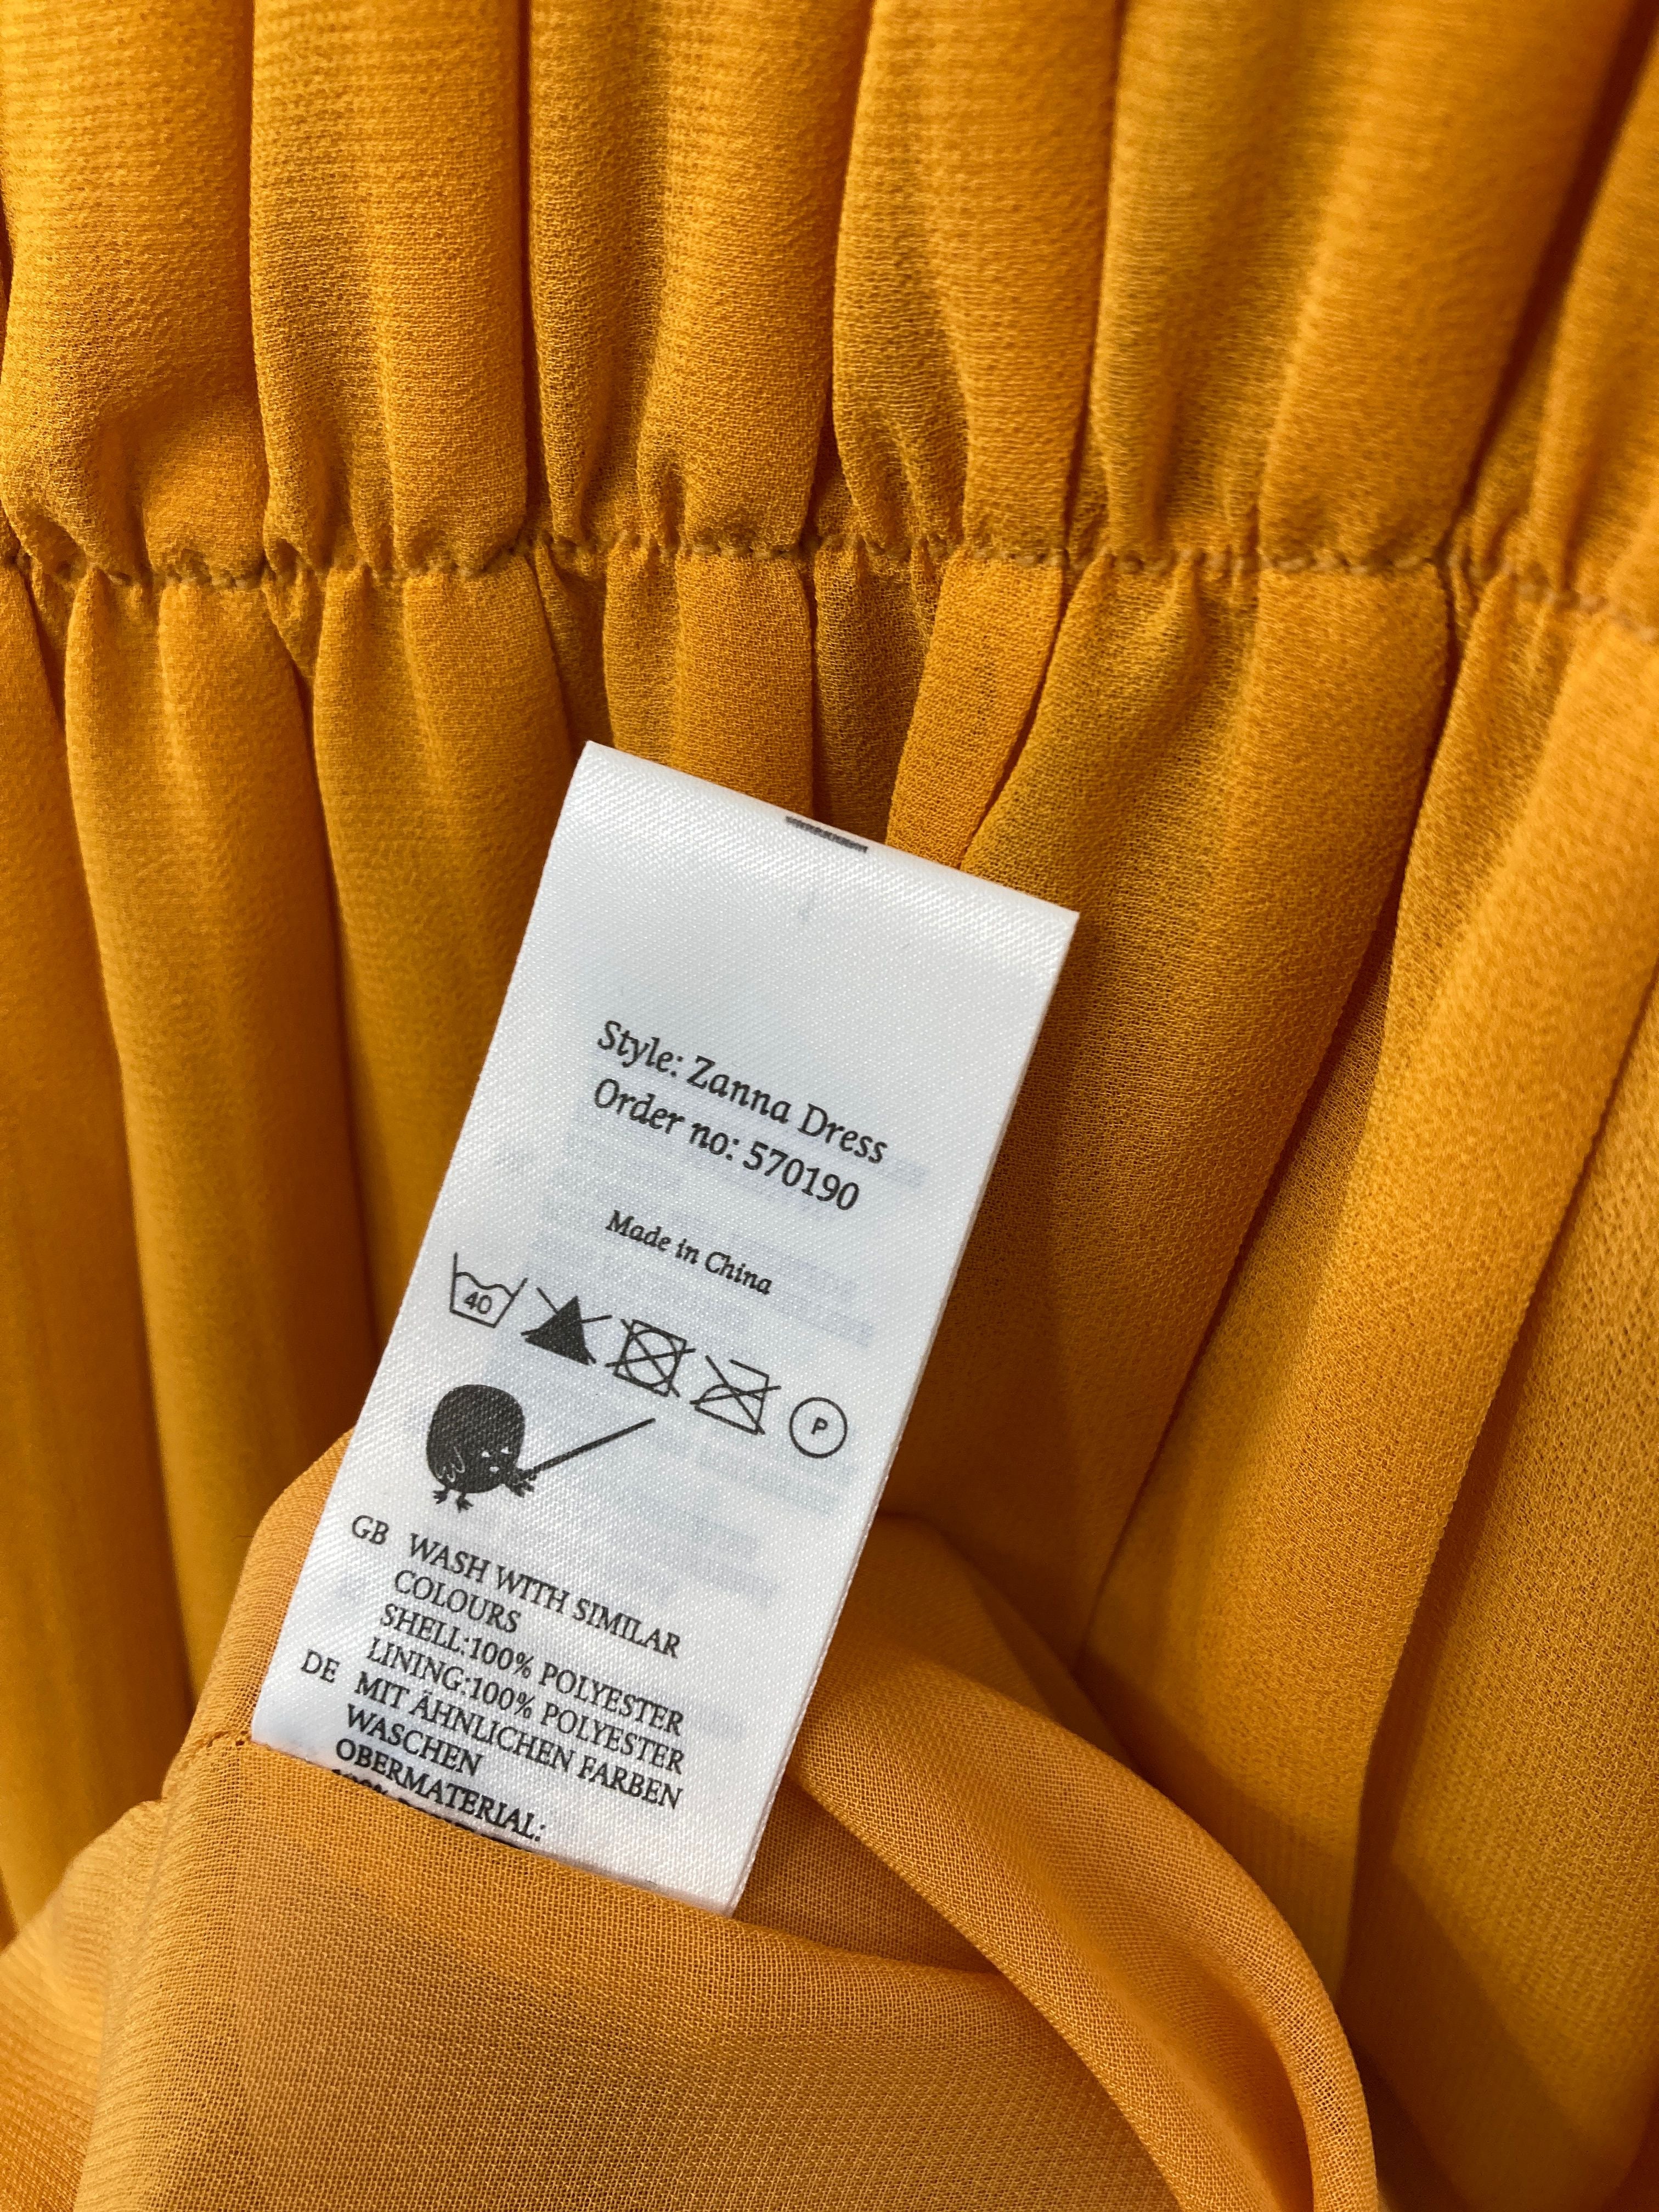 Style: Zanna Dress
Order no: 570190
Made in China
40
P
GB WASH WITH SIMILAR
COLOURS
SHELL:100% POLYESTER
LINING:100% POLYESTER
DE MIT ÄHNLICHEN FARBEN
WASCHEN
OBERMATERIAL: